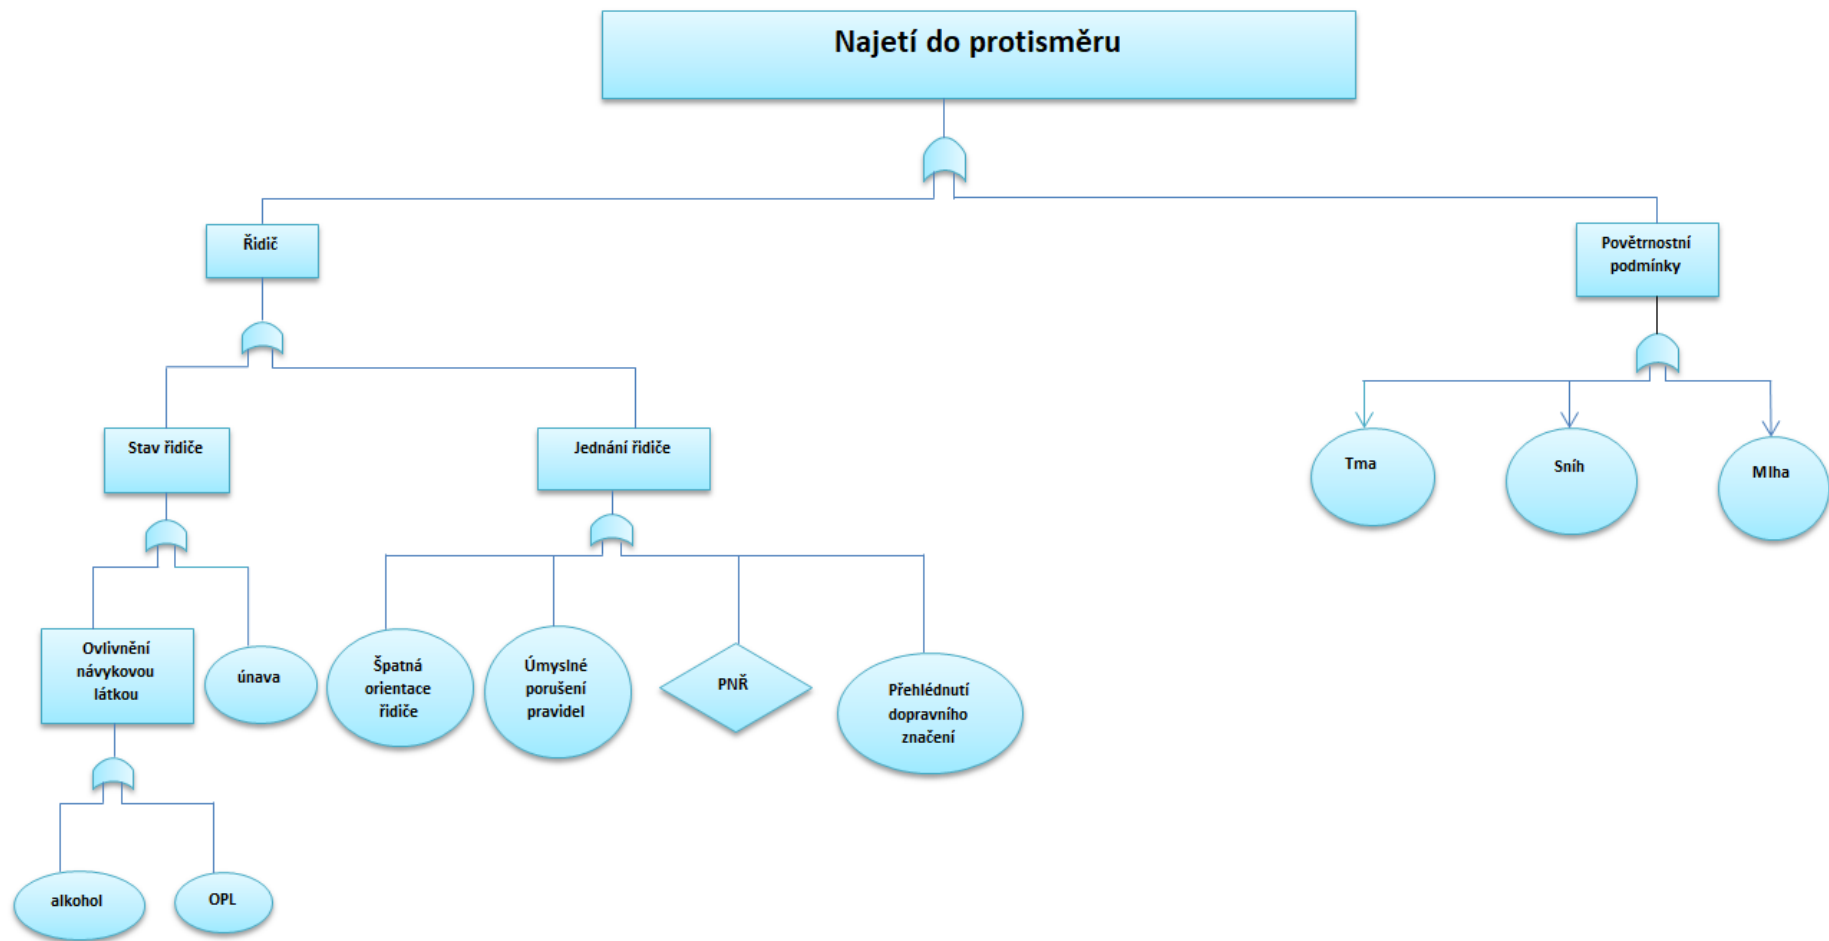 Najetí do protisměru
Řidič
Povětrnostní
podmínky
Stav řidiče
Jednání řidiče
Tma
Sníh
Mlha
Ovlivnění
návykovou
látkou
únava
Špatná
orientace
řidiče
Úmyslné
porušení
pravidel
PNŘ
Přehlédnutí
dopravního
značení
alkohol
OPL